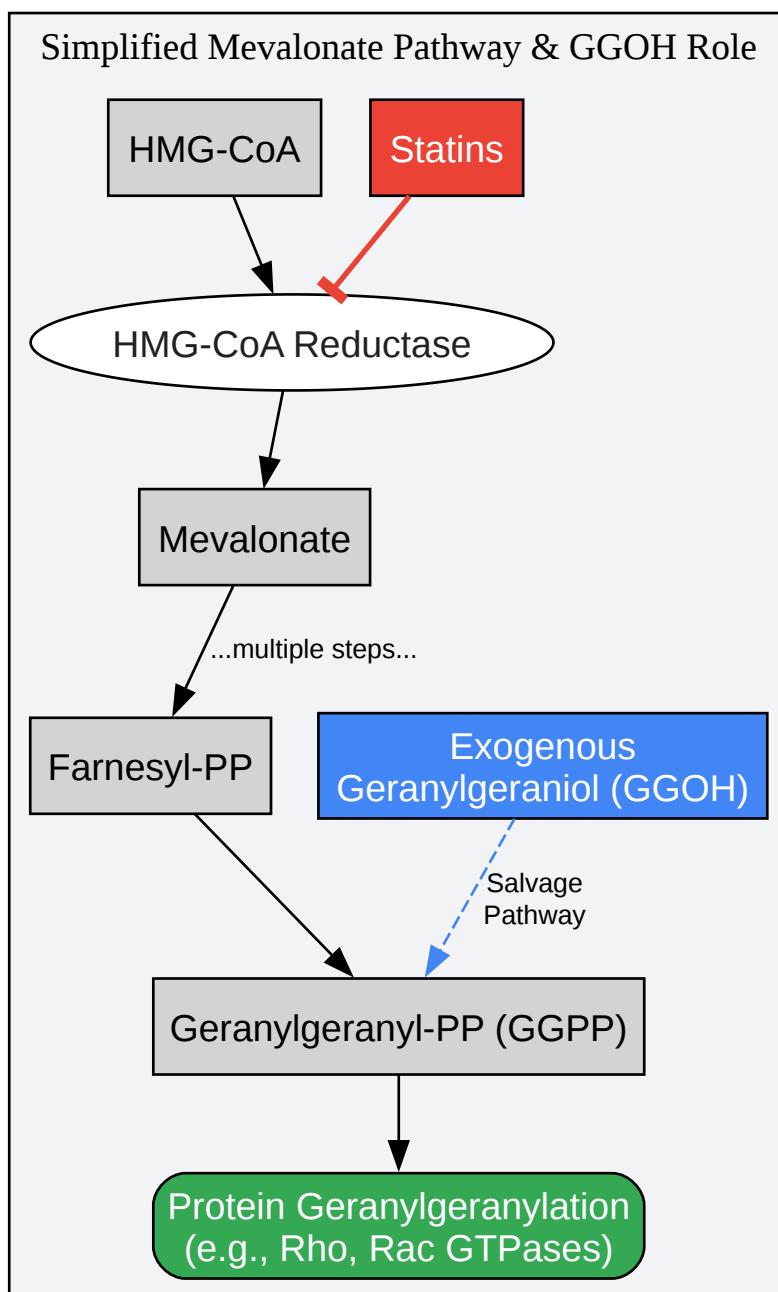 Simplified Mevalonate Pathway & GGOH Role
HMG-CoA
Statins
HMG-CoA Reductase
Mevalonate
...multiple steps...
Farnesyl-PP
Exogenous
Geranylgeraniol (GGOH)
Salvage
Pathway
Geranylgeranyl-PP (GGPP)
Protein Geranylgeranylation
(e.g., Rho, Rac GTPases)